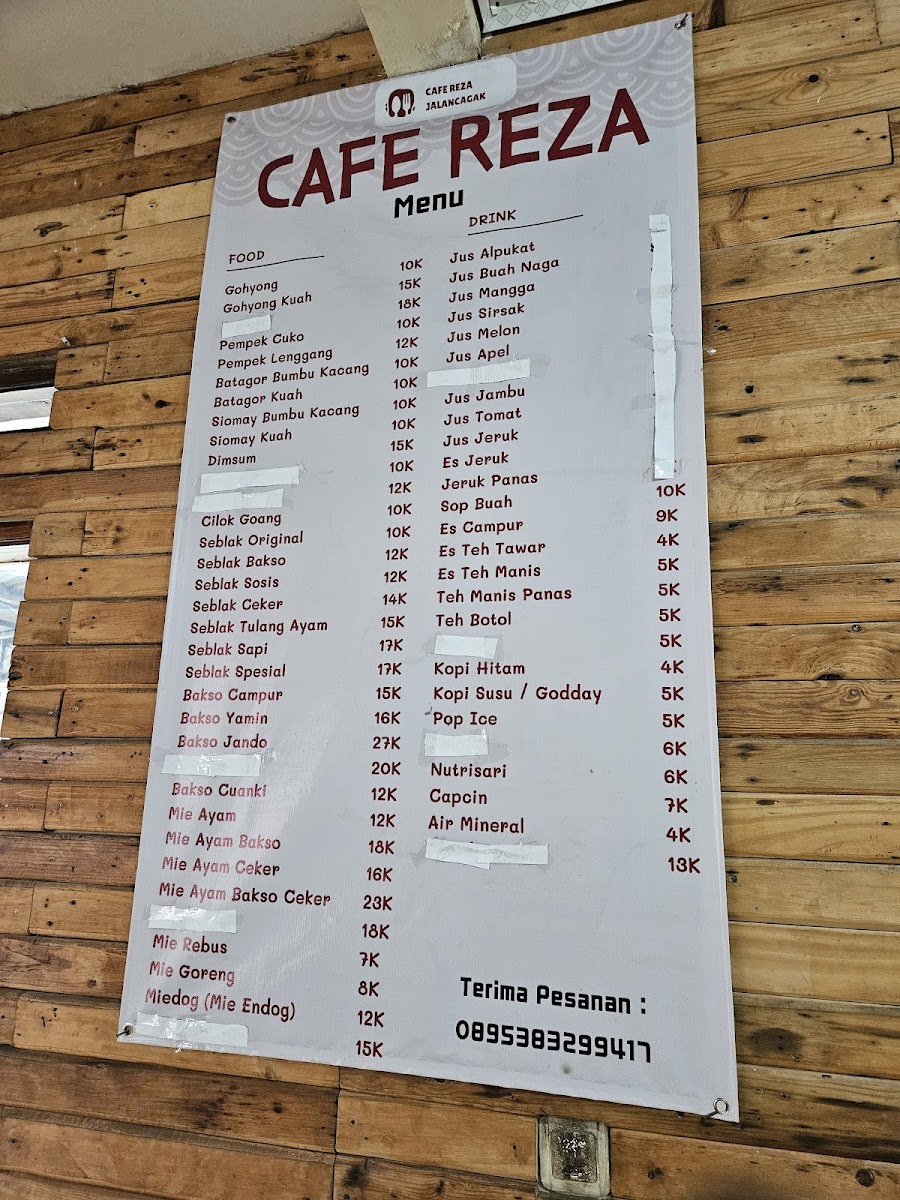 CAFE REZA
JALANCAGAK
CAFE REZA
Menu
FOOD
Gohyong 10K
Gohyong Kuah 15K
18K
Pempek Cuko 10K
Pempek Lenggang 12K
Batagor Bumbu Kacang 10K
Batagor Kuah 10K
Siomay Bumbu Kacang 10K
Siomay Kuah 10K
Dimsum 15K
10K
12K
Cilok Goang 10K
Seblak Original 10K
Seblak Bakso 12K
Seblak Sosis 12K
Seblak Ceker 14K
Seblak Tulang Ayam 15K
Seblak Sapi 17K
Seblak Spesial 17K
Bakso Campur 15K
Bakso Yamin 16K
Bakso Jando 27K
20K
Bakso Cuanki 12K
Mie Ayam 12K
Mie Ayam Bakso 18K
Mie Ayam Ceker 16K
Mie Ayam Bakso Ceker 23K
18K
Mie Rebus 7K
Mie Goreng 8K
Miedog (Mie Endog) 12K
15K
DRINK
Jus Alpukat
Jus Buah Naga
Jus Mangga
Jus Sirsak
Jus Melon
Jus Apel
Jus Jambu
Jus Tomat
Jus Jeruk
Es Jeruk
Jeruk Panas
Sop Buah 10K
Es Campur 9K
Es Teh Tawar 4K
Es Teh Manis 5K
Teh Manis Panas 5K
Teh Botol 5K
5K
Kopi Hitam 4K
Kopi Susu / Godday 5K
Pop Ice 5K
6K
Nutrisari 6K
Capcin 7K
Air Mineral 4K
13K
Terima Pesanan :
0895383299417